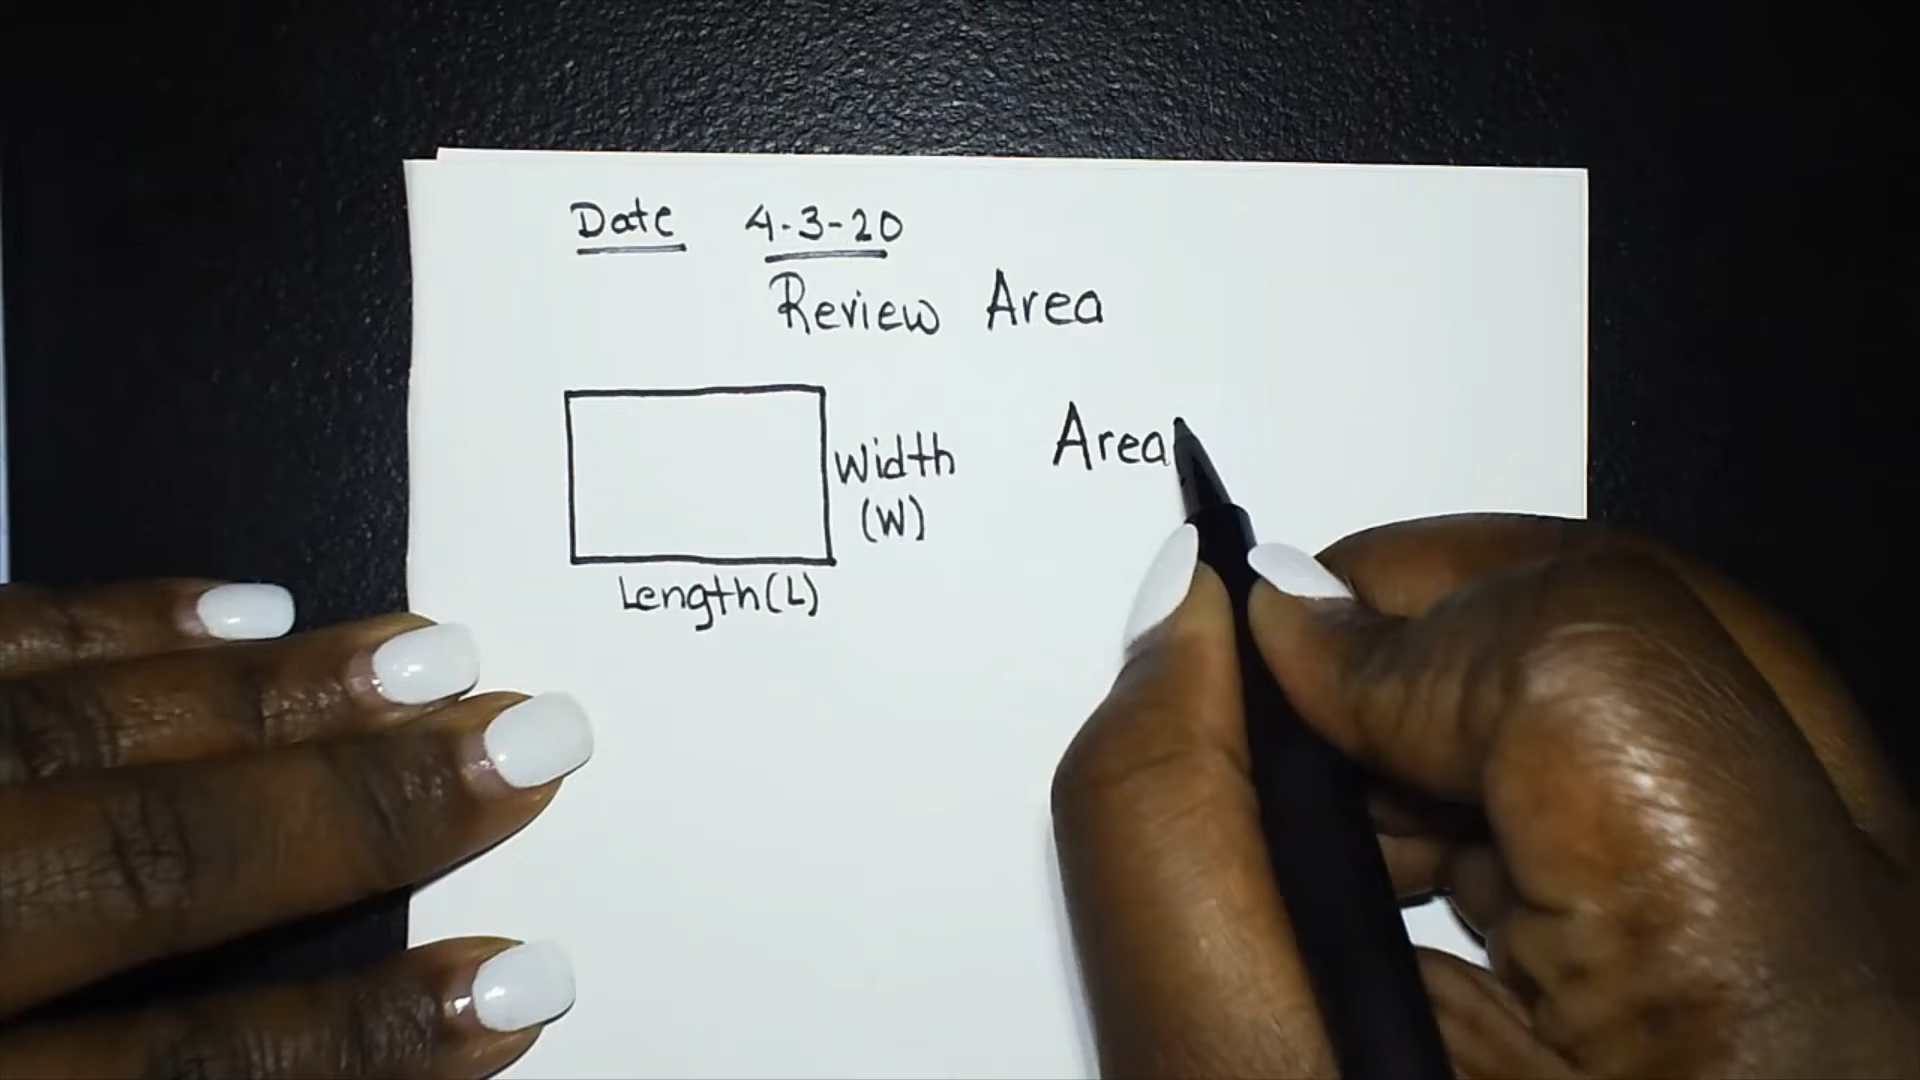 Date 4-3-20
Review Area
Width
(W)
Area
Length(L)